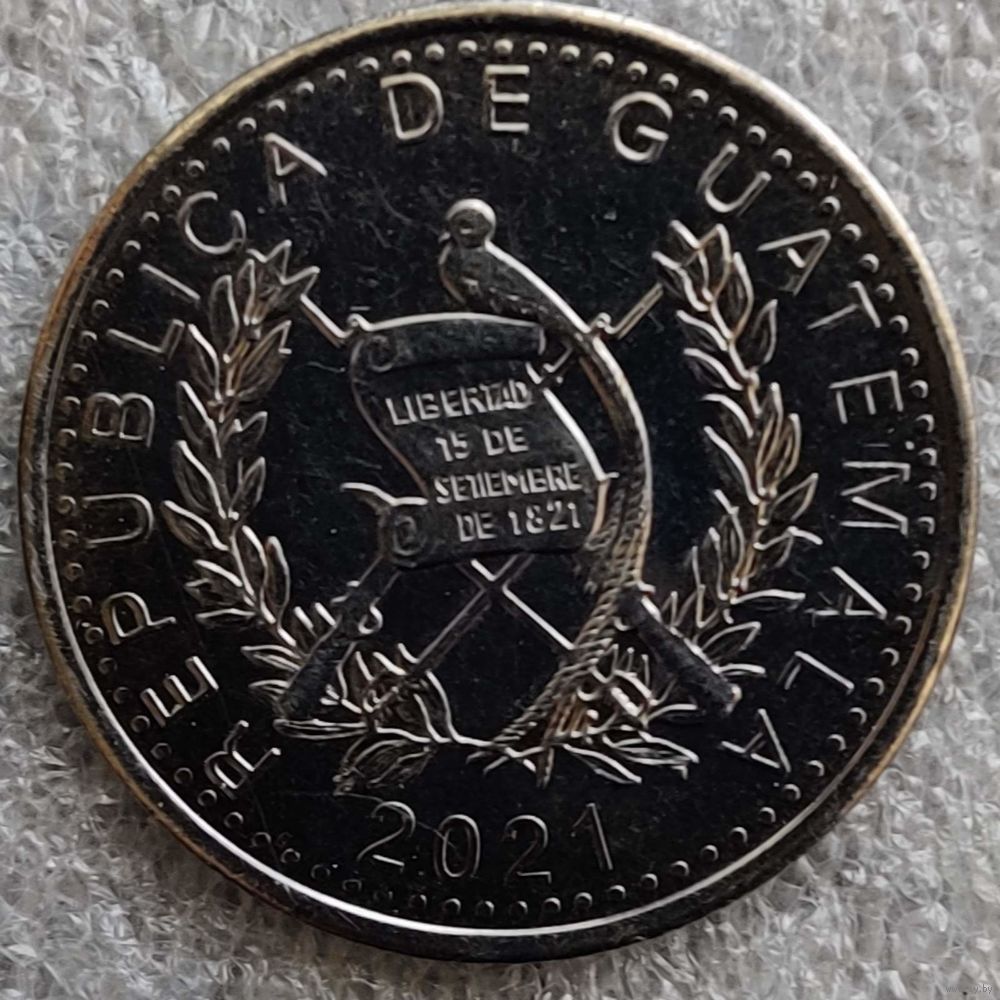 REPUBLICA DE GUATEMALA
LIBERTAD
15 DE
SETIEMBRE
DE 1821
2021